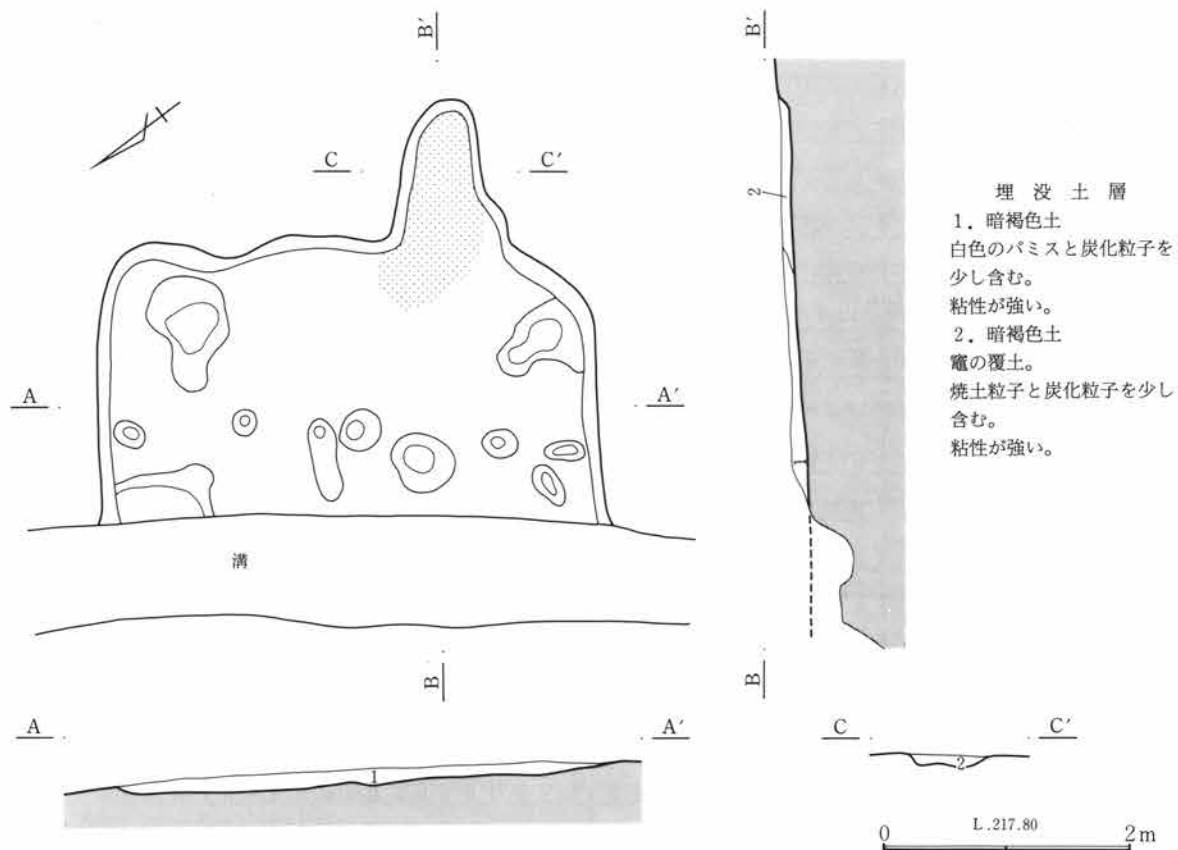 B′
B′
C
C′
2
埋没土層
1．暗褐色土
白色のパミスと炭化粒子を
少し含む。
粘性が強い。
2．暗褐色土
竈の覆土。
焼土粒子と炭化粒子を少し
含む。
粘性が強い。
A
A′
溝
B
B
A
A′
1
C
C′
2
L.217.80
0
2m